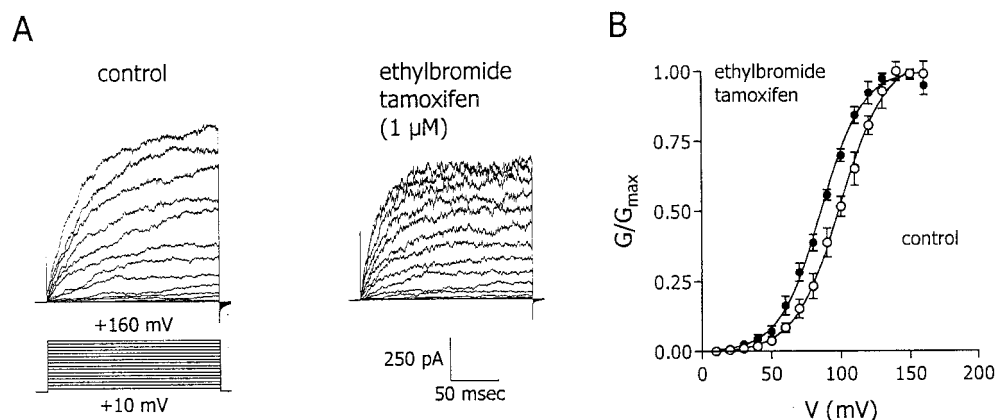 A
control
ethylbromide
tamoxifen
(1 µM)
+160 mV
+10 mV
250 pA
50 msec
B
ethylbromide
tamoxifen
control
G/Gmax
1.00
0.75
0.50
0.25
0.00
0 50 100 150 200
V (mV)